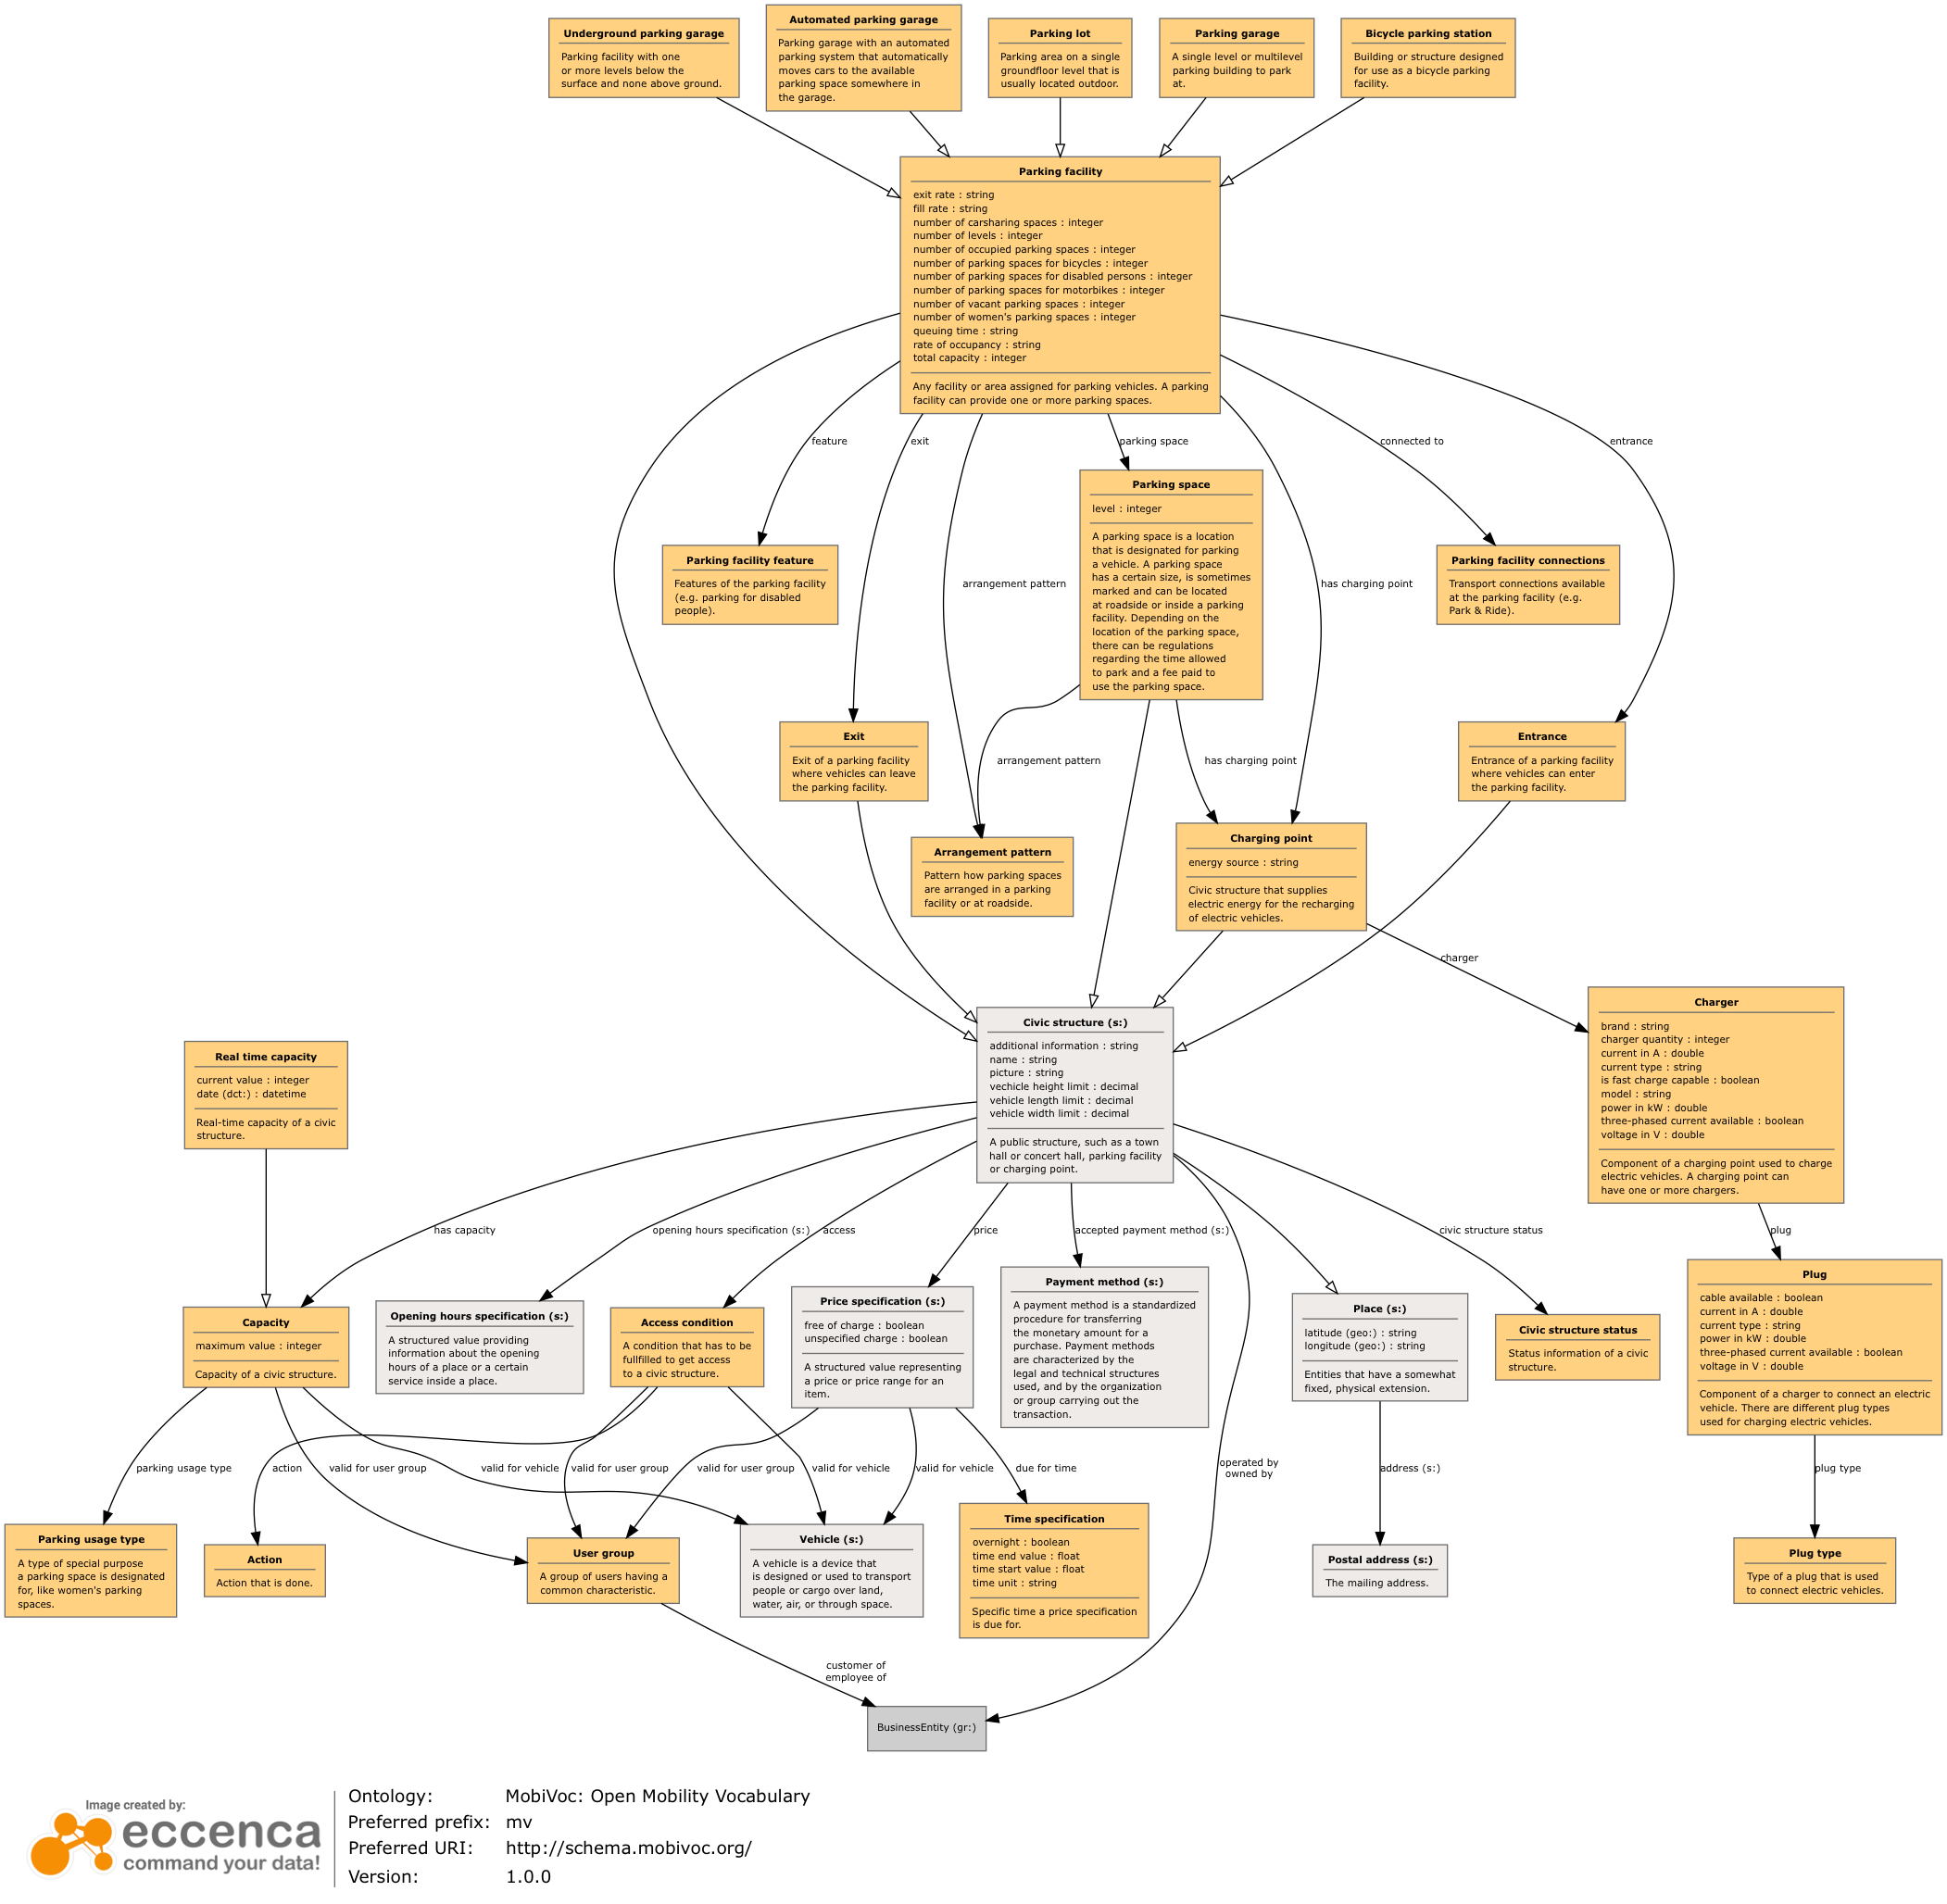 Underground parking garage
Parking facility with one
or more levels below the
surface and none above ground.
Automated parking garage
Parking garage with an automated
parking system that automatically
moves cars to the available
parking space somewhere in
the garage.
Parking lot
Parking area on a single
groundfloor level that is
usually located outdoor.
Parking garage
A single level or multilevel
parking building to park
at.
Bicycle parking station
Building or structure designed
for use as a bicycle parking
facility.
Parking facility
exit rate : string
fill rate : string
number of carsharing spaces : integer
number of levels : integer
number of occupied parking spaces : integer
number of parking spaces for bicycles : integer
number of parking spaces for disabled persons : integer
number of parking spaces for motorbikes : integer
number of vacant parking spaces : integer
number of women's parking spaces : integer
queuing time : string
rate of occupancy : string
total capacity : integer
Any facility or area assigned for parking vehicles. A parking
facility can provide one or more parking spaces.
feature
exit
parking space
connected to
entrance
Parking space
level : integer
A parking space is a location
that is designated for parking
a vehicle. A parking space
has a certain size, is sometimes
marked and can be located
at roadside or inside a parking
facility. Depending on the
location of the parking space,
there can be regulations
regarding the time allowed
to park and a fee paid to
use the parking space.
Parking facility feature
Features of the parking facility
(e.g. parking for disabled
people).
arrangement pattern
has charging point
Parking facility connections
Transport connections available
at the parking facility (e.g.
Park & Ride).
Exit
Exit of a parking facility
where vehicles can leave
the parking facility.
arrangement pattern
has charging point
Entrance
Entrance of a parking facility
where vehicles can enter
the parking facility.
Arrangement pattern
Pattern how parking spaces
are arranged in a parking
facility or at roadside.
Charging point
energy source : string
Civic structure that supplies
electric energy for the recharging
of electric vehicles.
charger
Civic structure (s:)
additional information : string
name : string
picture : string
vechicle height limit : decimal
vehicle length limit : decimal
vehicle width limit : decimal
A public structure, such as a town
hall or concert hall, parking facility
or charging point.
Charger
brand : string
charger quantity : integer
current in A : double
current type : string
is fast charge capable : boolean
model : string
power in kW : double
three-phased current available : boolean
voltage in V : double
Component of a charging point used to charge
electric vehicles. A charging point can
have one or more chargers.
Real time capacity
current value : integer
date (dct:) : datetime
Real-time capacity of a civic
structure.
has capacity
opening hours specification (s:)
access
price
accepted payment method (s:)
civic structure status
plug
Capacity
maximum value : integer
Capacity of a civic structure.
Opening hours specification (s:)
A structured value providing
information about the opening
hours of a place or a certain
service inside a place.
Access condition
A condition that has to be
fullfilled to get access
to a civic structure.
Price specification (s:)
free of charge : boolean
unspecified charge : boolean
A structured value representing
a price or price range for an
item.
Payment method (s:)
A payment method is a standardized
procedure for transferring
the monetary amount for a
purchase. Payment methods
are characterized by the
legal and technical structures
used, and by the organization
or group carrying out the
transaction.
Place (s:)
latitude (geo:) : string
longitude (geo:) : string
Entities that have a somewhat
fixed, physical extension.
Civic structure status
Status information of a civic
structure.
Plug
cable available : boolean
current in A : double
current type : string
power in kW : double
three-phased current available : boolean
voltage in V : double
Component of a charger to connect an electric
vehicle. There are different plug types
used for charging electric vehicles.
parking usage type
action
valid for user group
valid for vehicle
valid for user group
valid for user group
valid for vehicle
valid for vehicle
due for time
operated by
owned by
address (s:)
plug type
Parking usage type
A type of special purpose
a parking space is designated
for, like women's parking
spaces.
Action
Action that is done.
User group
A group of users having a
common characteristic.
Vehicle (s:)
A vehicle is a device that
is designed or used to transport
people or cargo over land,
water, air, or through space.
Time specification
overnight : boolean
time end value : float
time start value : float
time unit : string
Specific time a price specification
is due for.
Postal address (s:)
The mailing address.
Plug type
Type of a plug that is used
to connect electric vehicles.
customer of
employee of
BusinessEntity (gr:)
Image created by:
eccenca
command your data!
Ontology: MobiVoc: Open Mobility Vocabulary
Preferred prefix: mv
Preferred URI: http://schema.mobivoc.org/
Version: 1.0.0